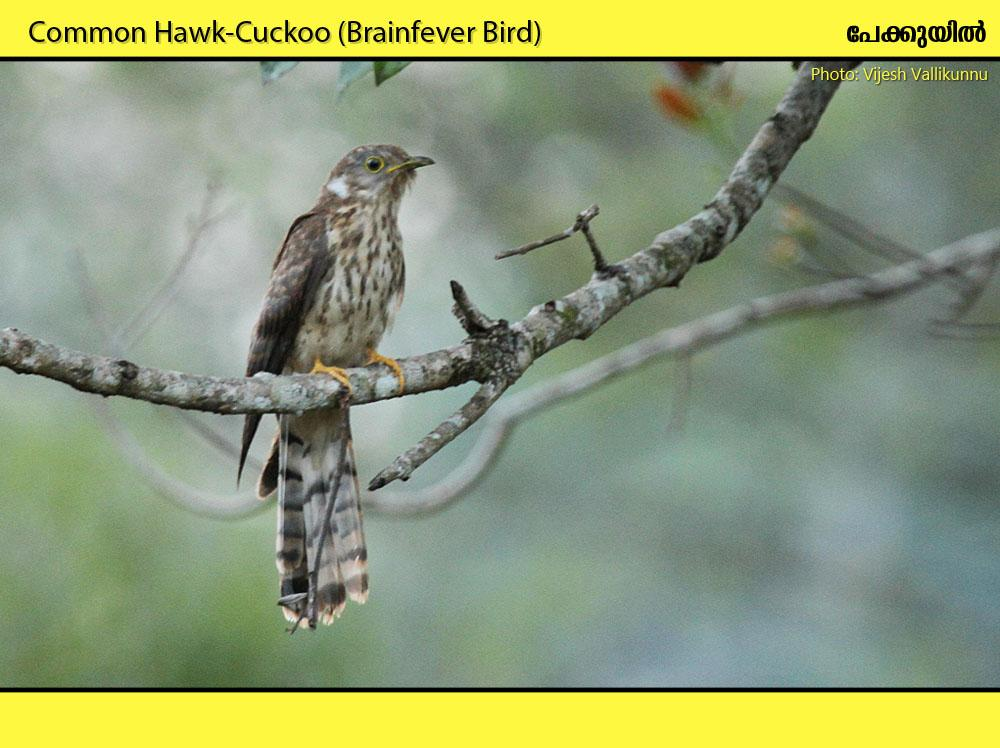 Common Hawk-Cuckoo (Brainfever Bird)
പേക്കുയിൽ
Photo: Vijesh Vallikunnu